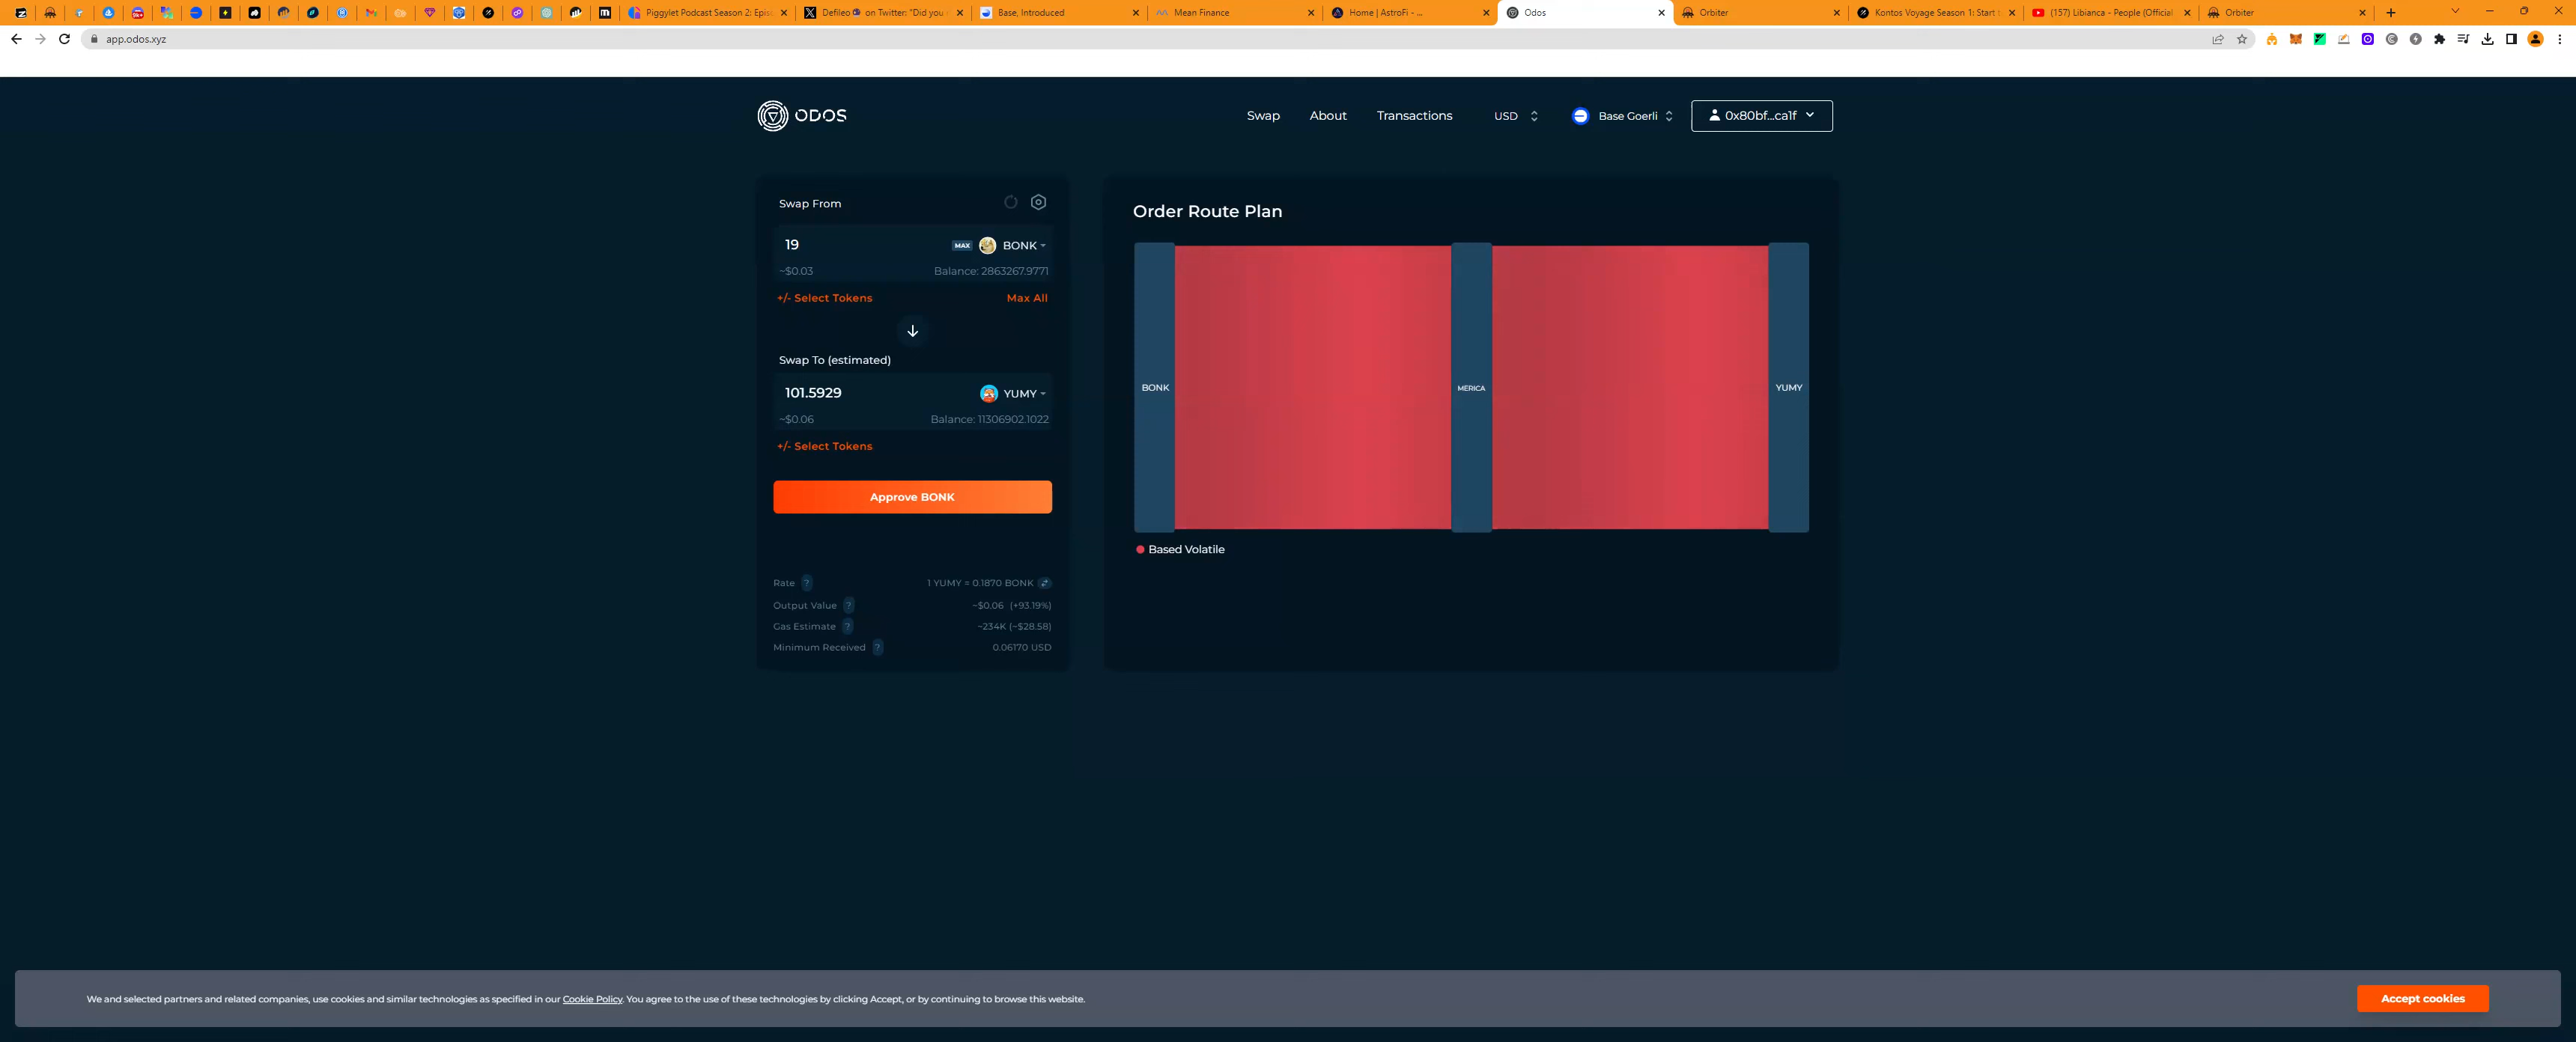 Piggylet Podcast Season 2: Epis
Defileo on Twitter: "Did you
Base, Introduced
Mean Finance
Home | AstroFi - ...
Odos
Orbiter
Kontos Voyage Season 1: Start
(157) Libianca - People (Official
Orbiter
app.odos.xyz
ODOS
Swap
About
Transactions
USD
Base Goerli
0x80bf...ca1f
Swap From
19
MAX
BONK
~$0.03
Balance: 2863267.9771
+/- Select Tokens
Max All
Swap To (estimated)
101.5929
YUMY
~$0.06
Balance: 11306902.1022
+/- Select Tokens
Approve BONK
Rate ?
1 YUMY = 0.1870 BONK
Output Value ?
~$0.06 (+93.19%)
Gas Estimate ?
~234K (~$28.58)
Minimum Received ?
0.06170 USD
Order Route Plan
BONK
MERICA
YUMY
Based Volatile
We and selected partners and related companies, use cookies and similar technologies as specified in our Cookie Policy. You agree to the use of these technologies by clicking Accept, or by continuing to browse this website.
Accept cookies